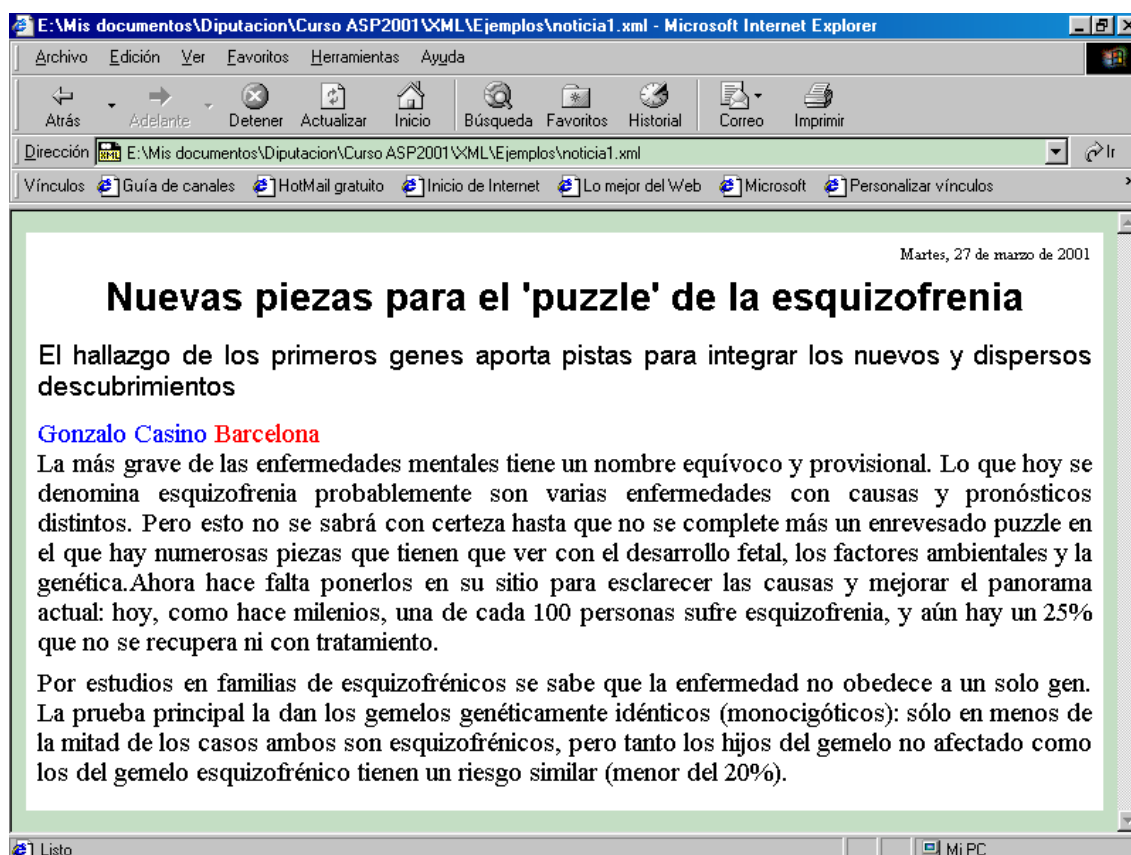 E:\Mis documentos\Diputacion\Curso ASP2001\XML\Ejemplos\noticia1.xml - Microsoft Internet Explorer
Archivo Edición Ver Favoritos Herramientas Ayuda
Atrás Adelante Detener Actualizar Inicio Búsqueda Favoritos Historial Correo Imprimir
Dirección E:\Mis documentos\Diputacion\Curso ASP2001\XML\Ejemplos\noticia1.xml Ir
Vínculos Guía de canales HotMail gratuito Inicio de Internet Lo mejor del Web Microsoft Personalizar vínculos
Martes, 27 de marzo de 2001
Nuevas piezas para el 'puzzle' de la esquizofrenia
El hallazgo de los primeros genes aporta pistas para integrar los nuevos y dispersos
descubrimientos
Gonzalo Casino Barcelona
La más grave de las enfermedades mentales tiene un nombre equívoco y provisional. Lo que hoy se
denomina esquizofrenia probablemente son varias enfermedades con causas y pronósticos
distintos. Pero esto no se sabrá con certeza hasta que no se complete más un enrevesado puzzle en
el que hay numerosas piezas que tienen que ver con el desarrollo fetal, los factores ambientales y la
genética.Ahora hace falta ponerlos en su sitio para esclarecer las causas y mejorar el panorama
actual: hoy, como hace milenios, una de cada 100 personas sufre esquizofrenia, y aún hay un 25%
que no se recupera ni con tratamiento.
Por estudios en familias de esquizofrénicos se sabe que la enfermedad no obedece a un solo gen.
La prueba principal la dan los gemelos genéticamente idénticos (monocigóticos): sólo en menos de
la mitad de los casos ambos son esquizofrénicos, pero tanto los hijos del gemelo no afectado como
los del gemelo esquizofrénico tienen un riesgo similar (menor del 20%).
Listo Mi PC